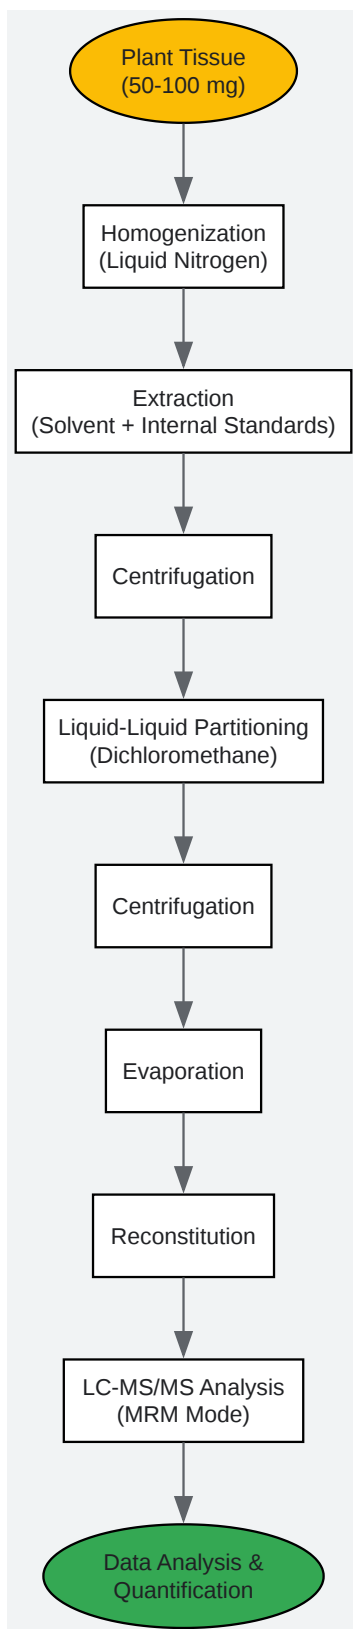 Plant Tissue
(50-100 mg)
Homogenization
(Liquid Nitrogen)
Extraction
(Solvent + Internal Standards)
Centrifugation
Liquid-Liquid Partitioning
(Dichloromethane)
Centrifugation
Evaporation
Reconstitution
LC-MS/MS Analysis
(MRM Mode)
Data Analysis &
Quantification